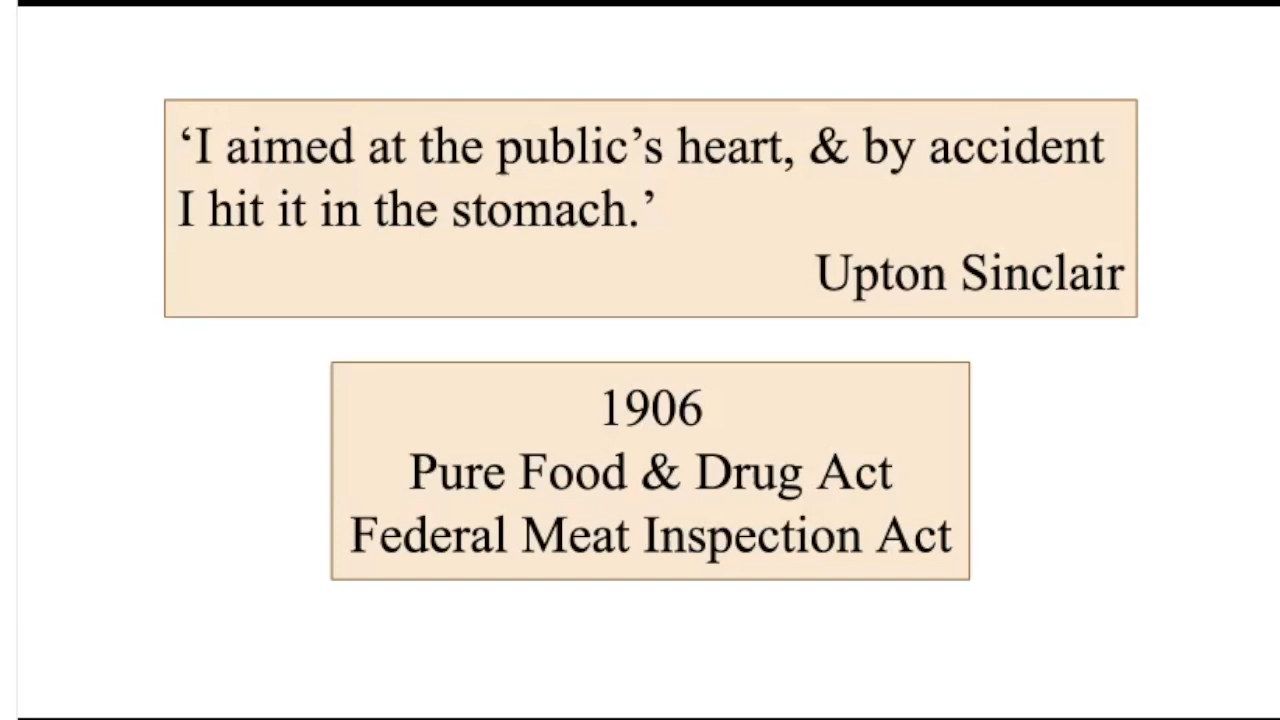 ‘I aimed at the public’s heart, & by accident
I hit it in the stomach.’
Upton Sinclair
1906
Pure Food & Drug Act
Federal Meat Inspection Act